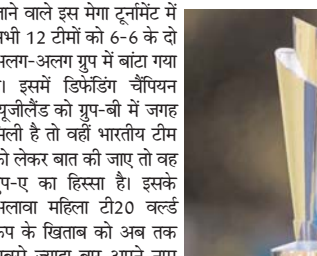 जाने वाले इस मेगा टूर्नामेंट में
सभी 12 टीमों को 6-6 के दो
अलग-अलग ग्रुप में बांटा गया
है। इसमें डिफेंडिंग चैंपियन
न्यूजीलैंड को ग्रुप-बी में जगह
मिली है तो वहीं भारतीय टीम
को लेकर बात की जाए तो वह
ग्रुप-ए का हिस्सा है। इसके
अलावा महिला टी20 वर्ल्ड
कप के खिताब को अब तक